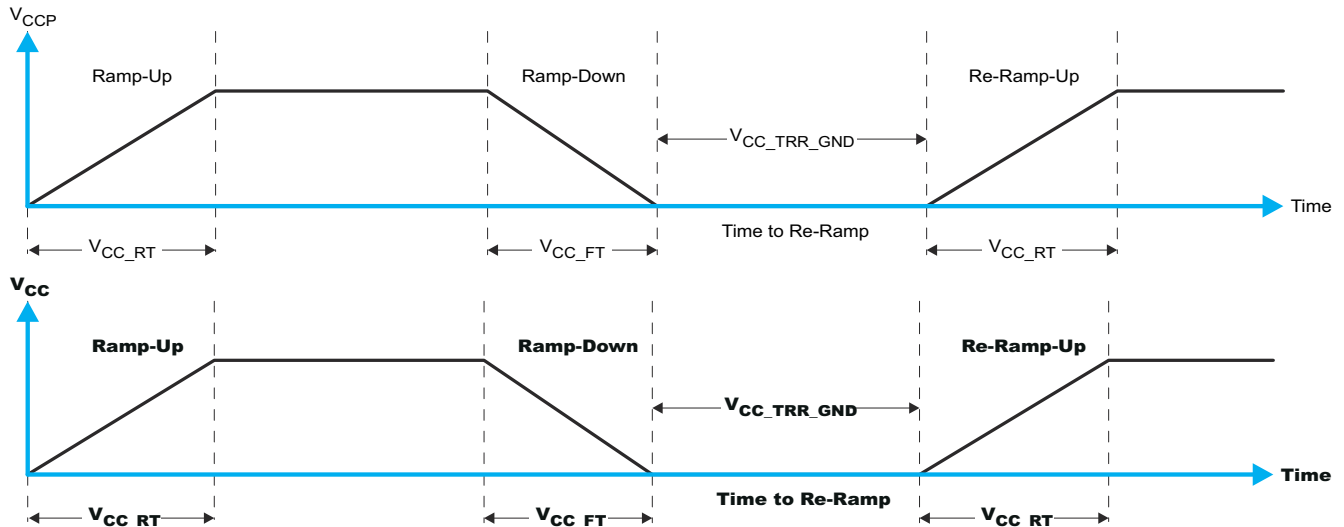 VCCP
Ramp-Up
Ramp-Down
Re-Ramp-Up
VCC_TRR_GND
Time
Time to Re-Ramp
VCC_RT
VCC_FT
VCC_RT
VCC
Ramp-Up
Ramp-Down
Re-Ramp-Up
VCC_TRR_GND
Time
Time to Re-Ramp
VCC_RT
VCC_FT
VCC_RT